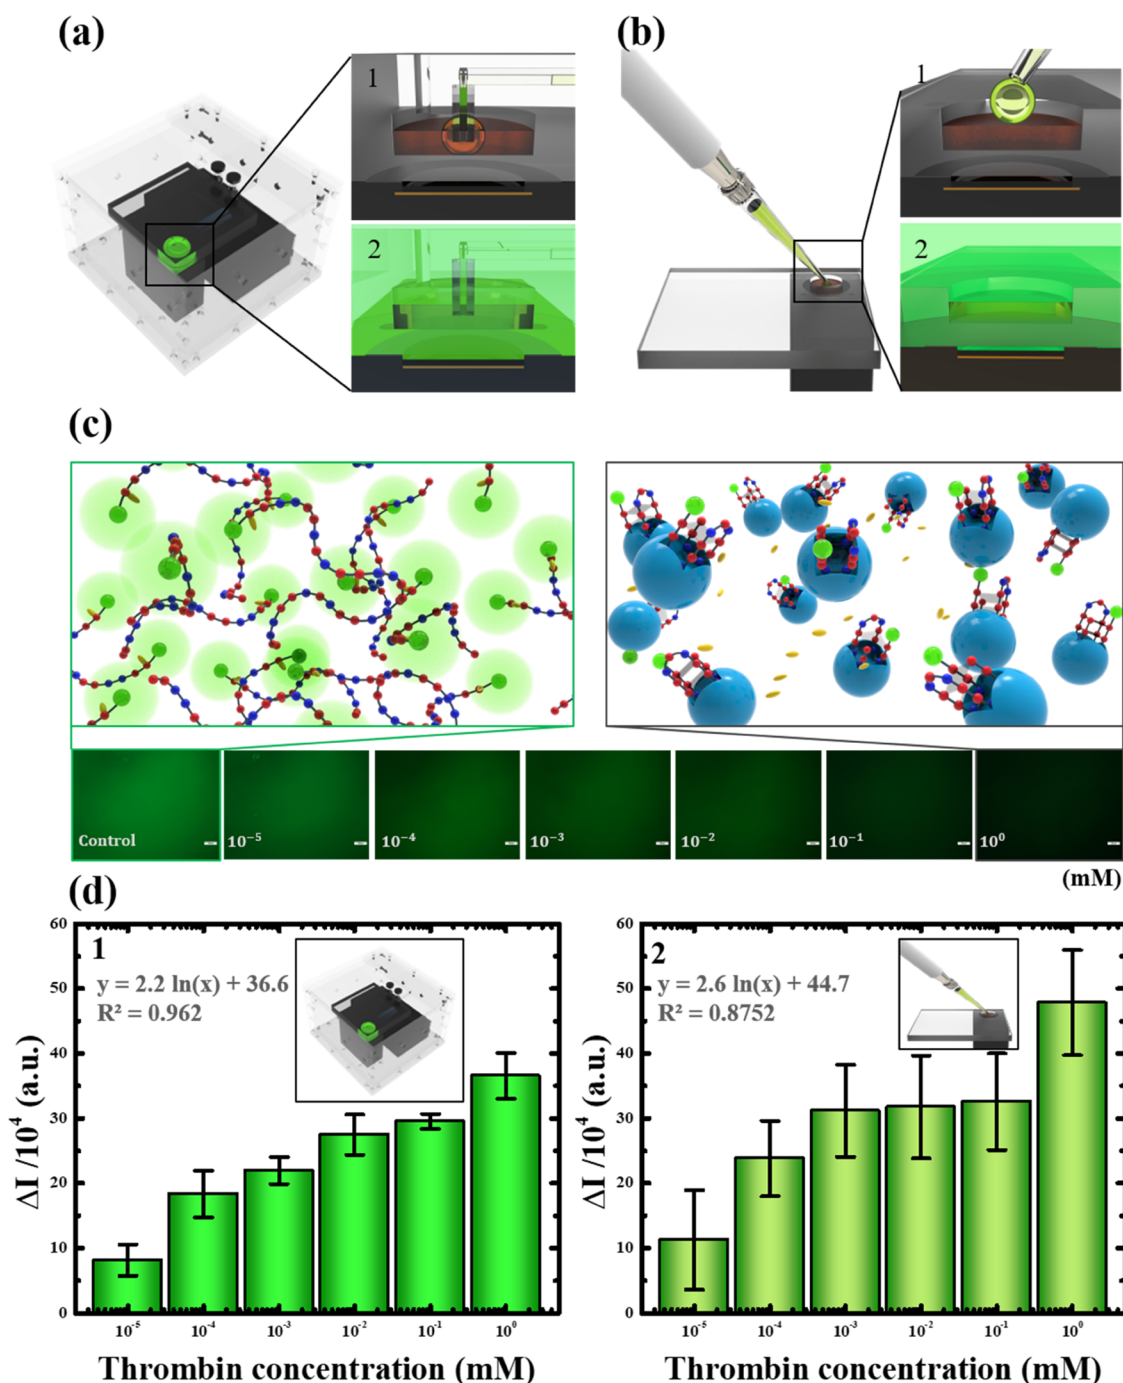 (a)
(b)
1
2
1
2
(c)
Control
10⁻⁵
10⁻⁴
10⁻³
10⁻²
10⁻¹
10⁰
(mM)
(d)
1
y = 2.2 ln(x) + 36.6
R² = 0.962
60
50
40
30
20
10
0
ΔI /10⁴ (a.u.)
10⁻⁵
10⁻⁴
10⁻³
10⁻²
10⁻¹
10⁰
Thrombin concentration (mM)
2
y = 2.6 ln(x) + 44.7
R² = 0.8752
60
50
40
30
20
10
0
ΔI /10⁴ (a.u.)
10⁻⁵
10⁻⁴
10⁻³
10⁻²
10⁻¹
10⁰
Thrombin concentration (mM)